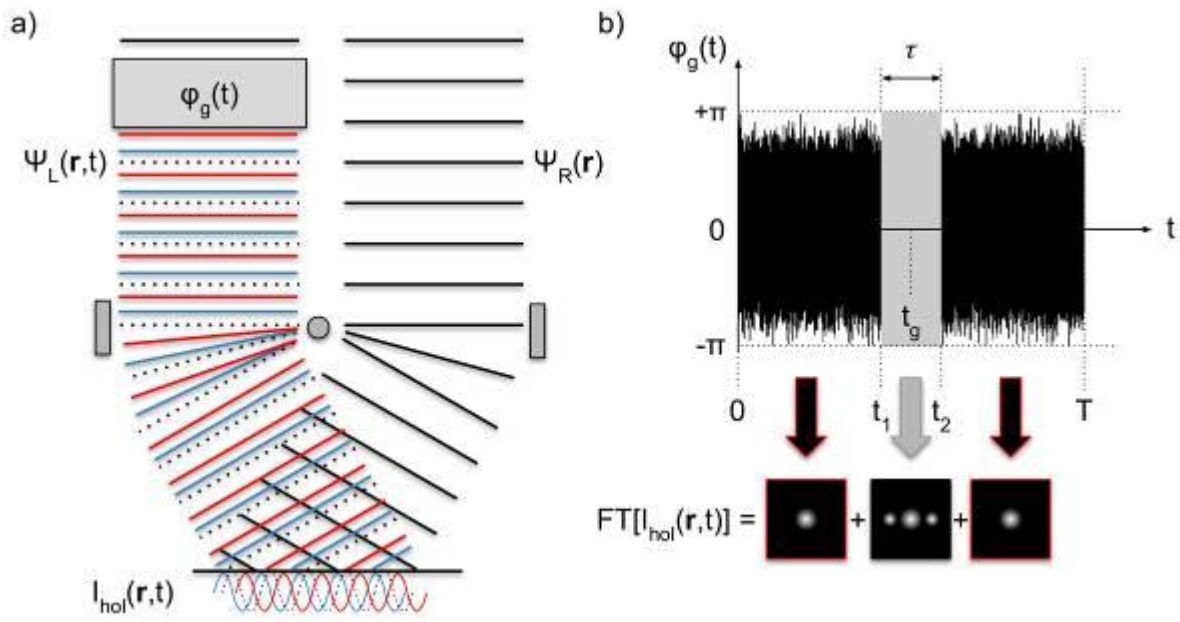 a)
φg(t)
ΨL(r,t)
ΨR(r)
Ihol(r,t)
b)
φg(t)
τ
+π
0
t
tg
-π
0
t1
t2
T
FT[Ihol(r,t)] = + +